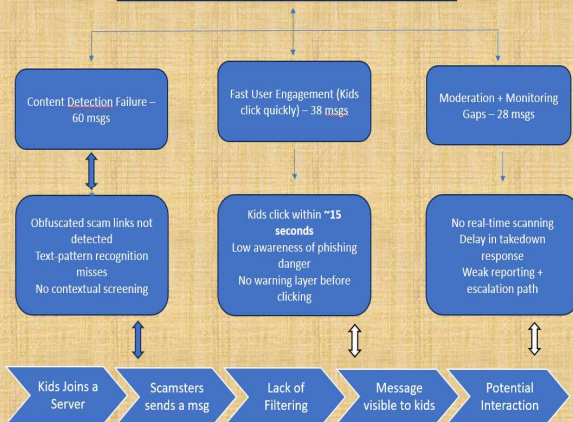 Content Detection Failure –
60 msgs
Fast User Engagement (Kids
click quickly) – 38 msgs
Moderation + Monitoring
Gaps – 28 msgs
Obfuscated scam links not
detected
Text-pattern recognition
misses
No contextual screening
Kids click within ~15
seconds
Low awareness of phishing
danger
No warning layer before
clicking
No real-time scanning
Delay in takedown
response
Weak reporting +
escalation path
Kids Joins a
Server
Scamsters
sends a msg
Lack of
Filtering
Message
visible to kids
Potential
Interaction